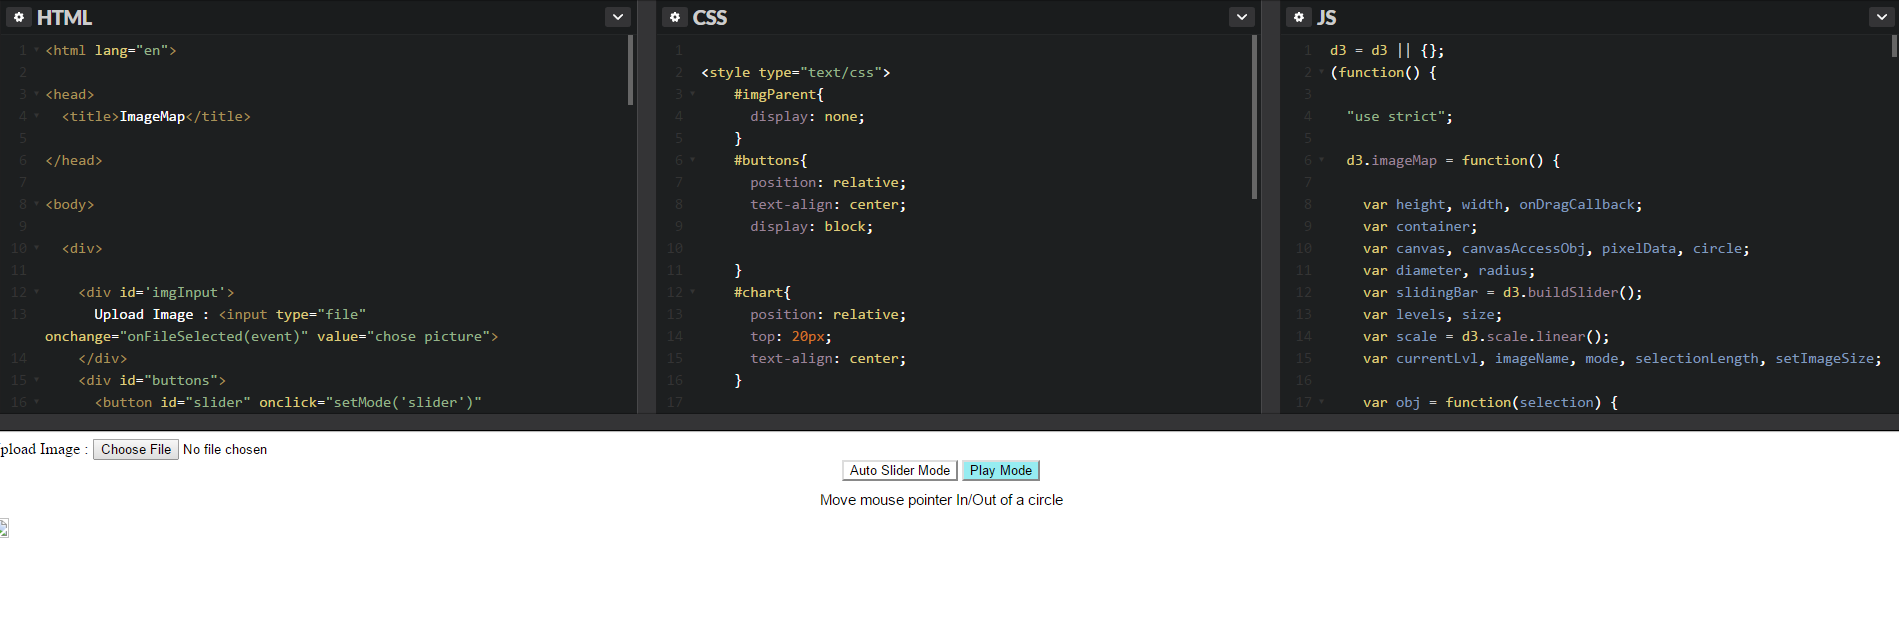 HTML
1 <html lang="en">
2
3 <head>
4 <title>ImageMap</title>
5
6 </head>
7
8 <body>
9
10 <div>
11
12 <div id='imgInput'>
13 Upload Image : <input type="file"
onchange="onFileSelected(event)" value="chose picture">
14 </div>
15 <div id="buttons">
16 <button id="slider" onclick="setMode('slider')"
CSS
1
2 <style type="text/css">
3 #imgParent{
4 display: none;
5 }
6 #buttons{
7 position: relative;
8 text-align: center;
9 display: block;
10
11 }
12 #chart{
13 position: relative;
14 top: 20px;
15 text-align: center;
16 }
17
JS
1 d3 = d3 || {};
2 (function() {
3
4 "use strict";
5
6 d3.imageMap = function() {
7
8 var height, width, onDragCallback;
9 var container;
10 var canvas, canvasAccessObj, pixelData, circle;
11 var diameter, radius;
12 var slidingBar = d3.buildSlider();
13 var levels, size;
14 var scale = d3.scale.linear();
15 var currentLvl, imageName, mode, selectionLength, setImageSize;
16
17 var obj = function(selection) {
pload Image : Choose File No file chosen
Auto Slider Mode Play Mode
Move mouse pointer In/Out of a circle